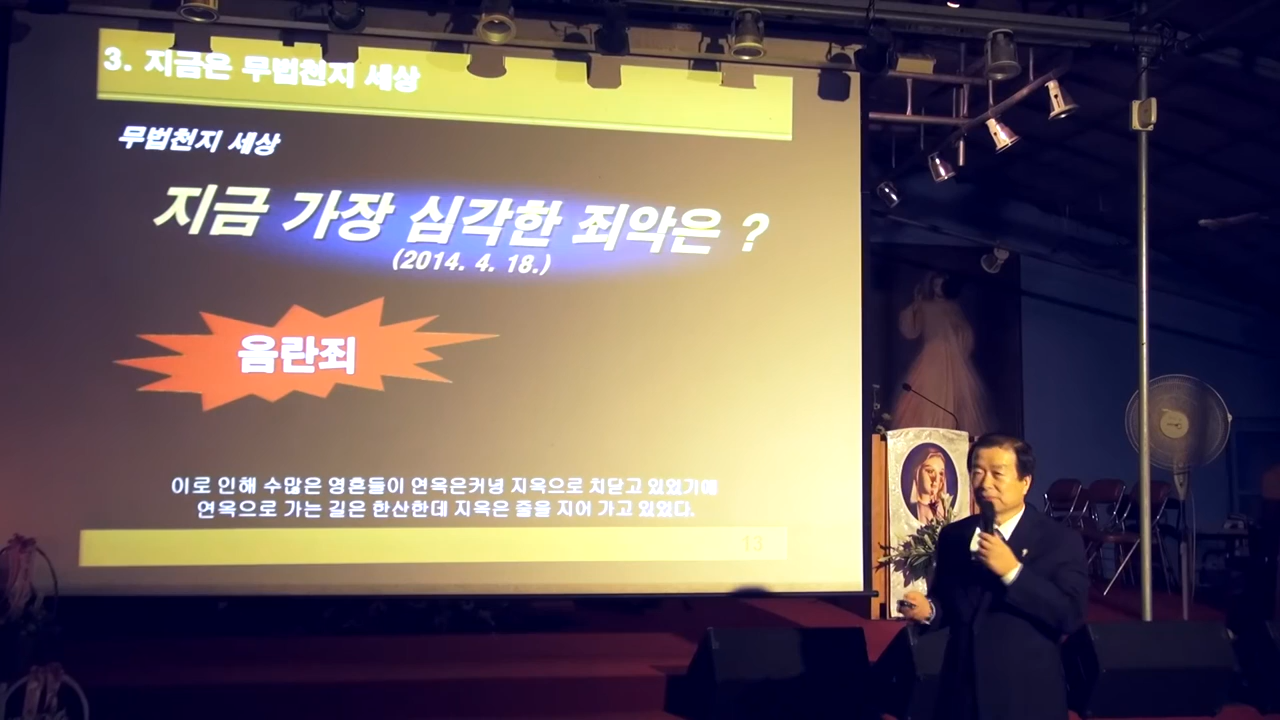 3. 지금은 무법천지 세상
무법천지 세상
지금 가장 심각한 죄악은 ?
(2014. 4. 18.)
음란죄
이로 인해 수많은 영혼들이 연옥은커녕 지옥으로 치닫고 있었기에
연옥으로 가는 길은 한산한데 지옥은 줄을 지어 가고 있었다.
13